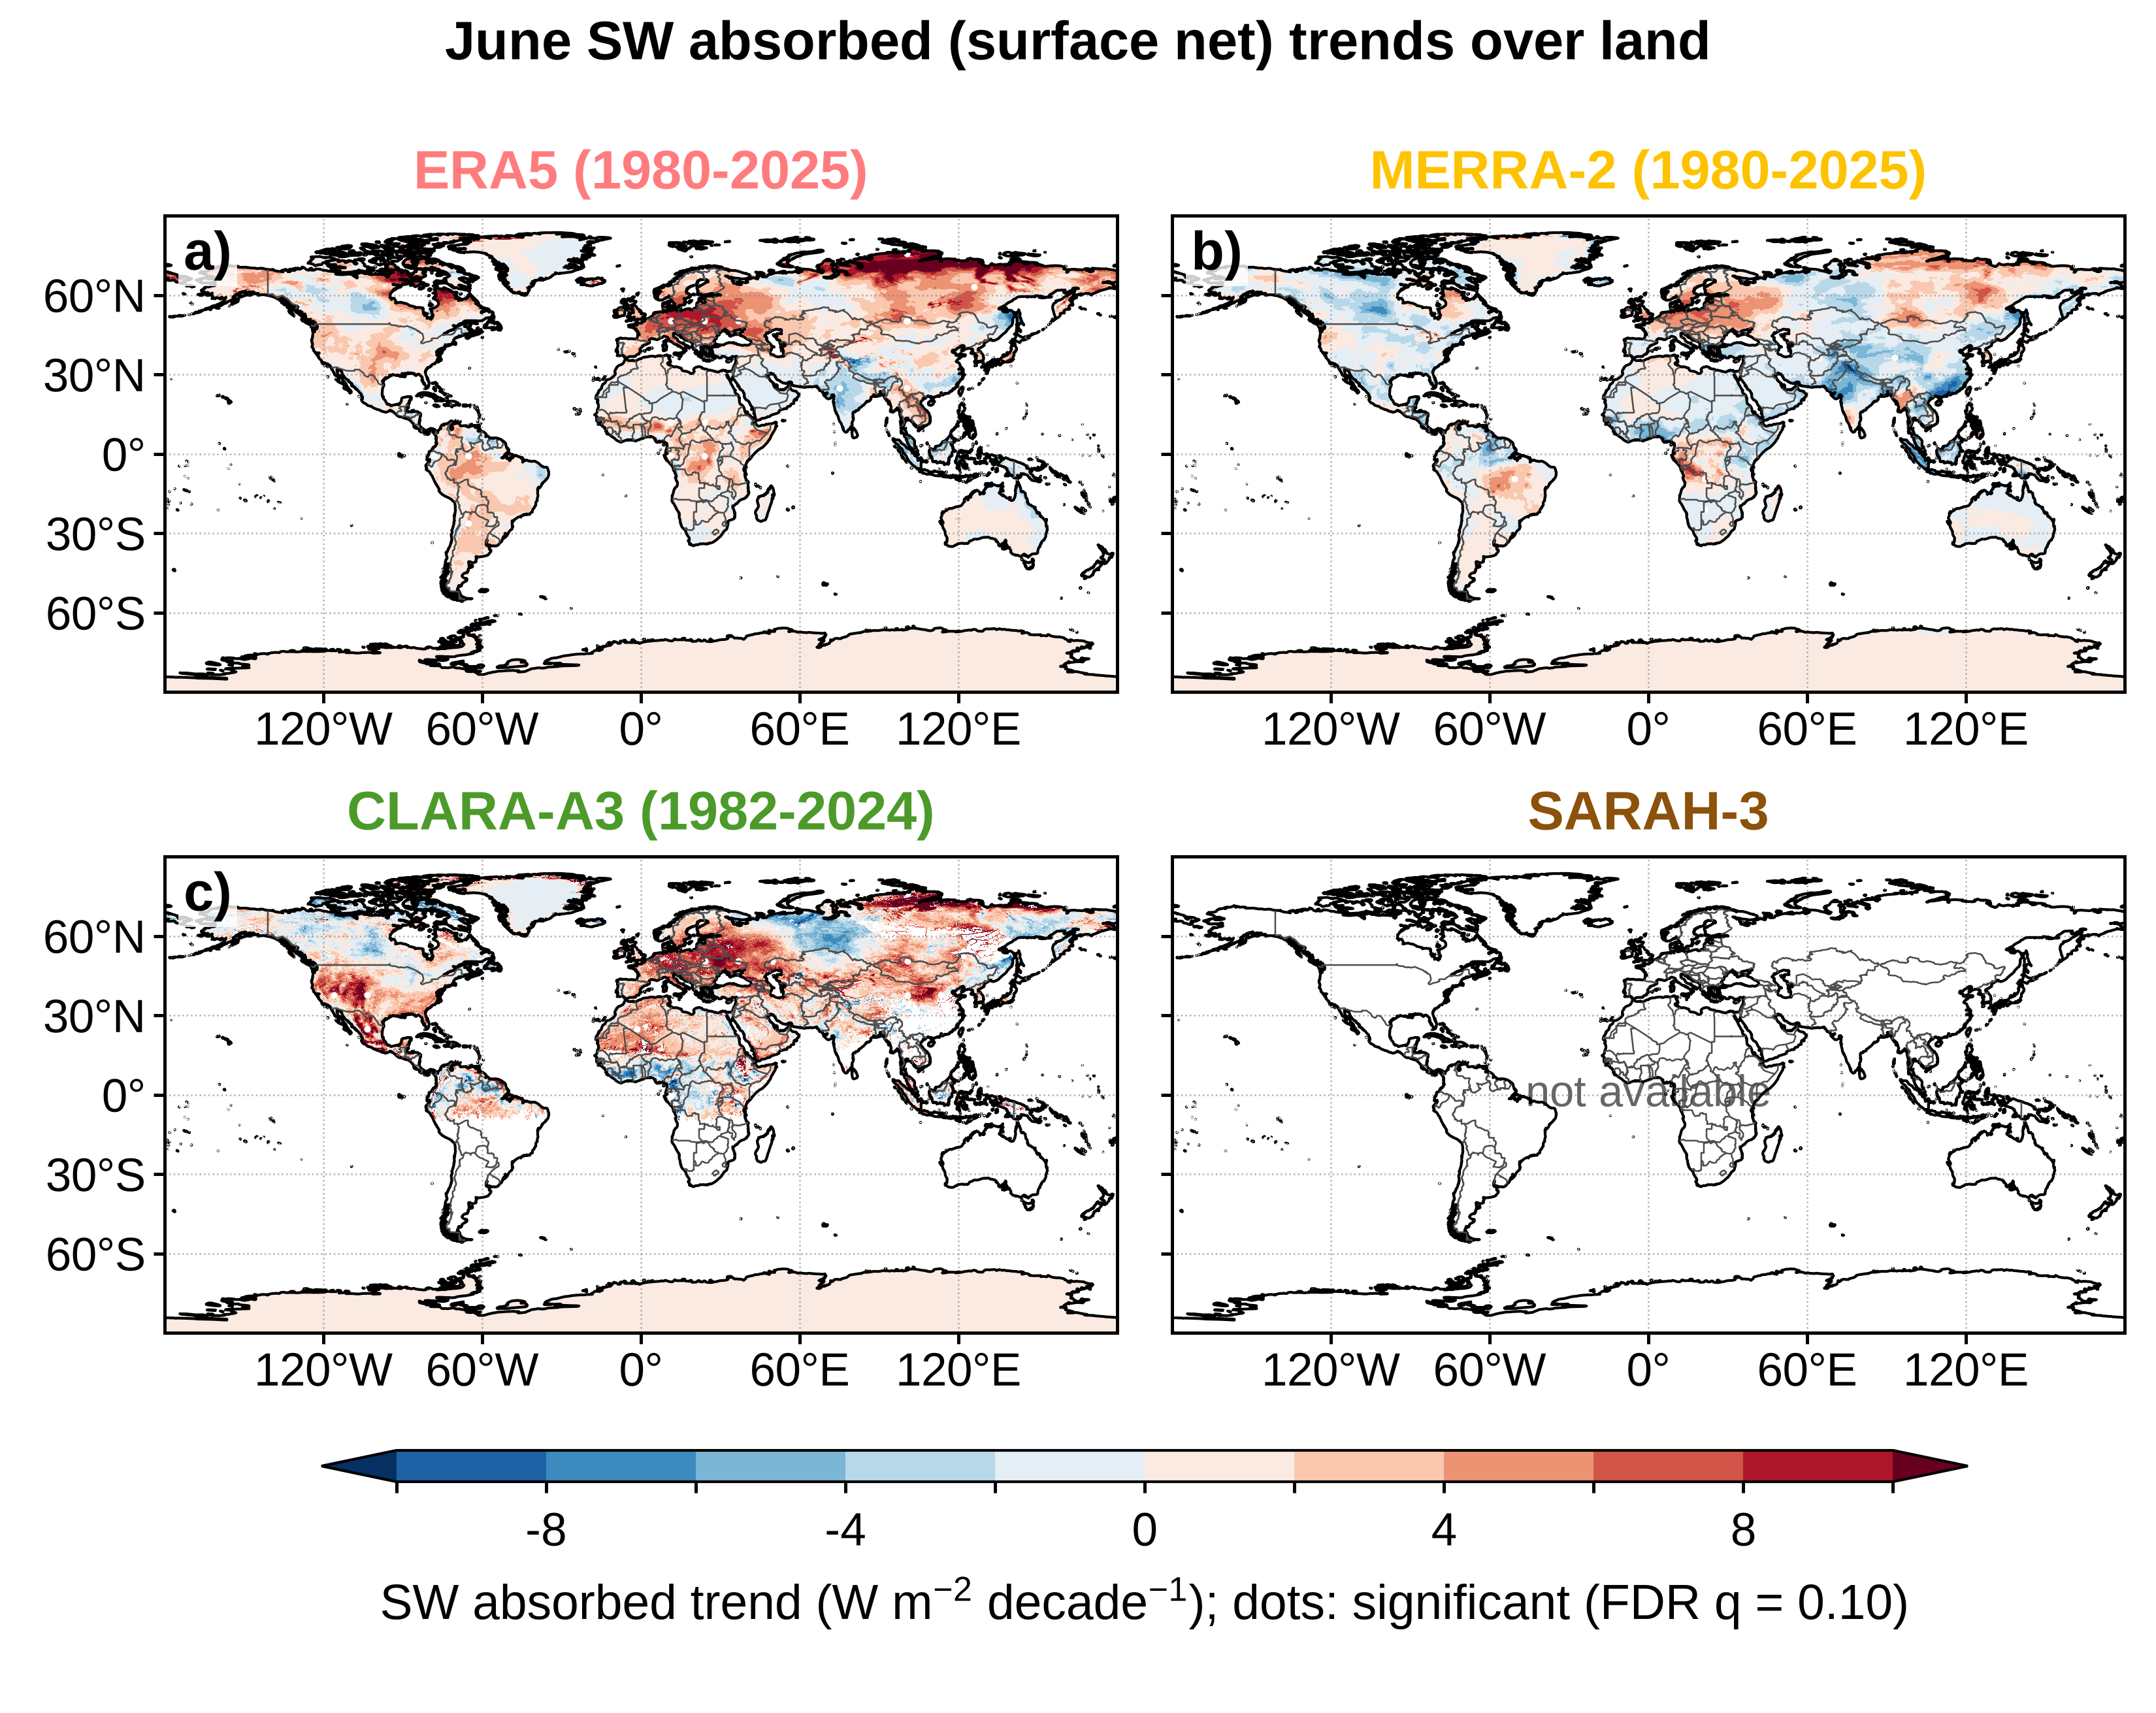 June SW absorbed (surface net) trends over land
ERA5 (1980-2025)
MERRA-2 (1980-2025)
a)
b)
60°N
30°N
0°
30°S
60°S
120°W 60°W 0° 60°E 120°E
120°W 60°W 0° 60°E 120°E
CLARA-A3 (1982-2024)
SARAH-3
c)
60°N
30°N
0°
not available
30°S
60°S
120°W 60°W 0° 60°E 120°E
120°W 60°W 0° 60°E 120°E
-8 -4 0 4 8
SW absorbed trend (W m⁻² decade⁻¹); dots: significant (FDR q = 0.10)